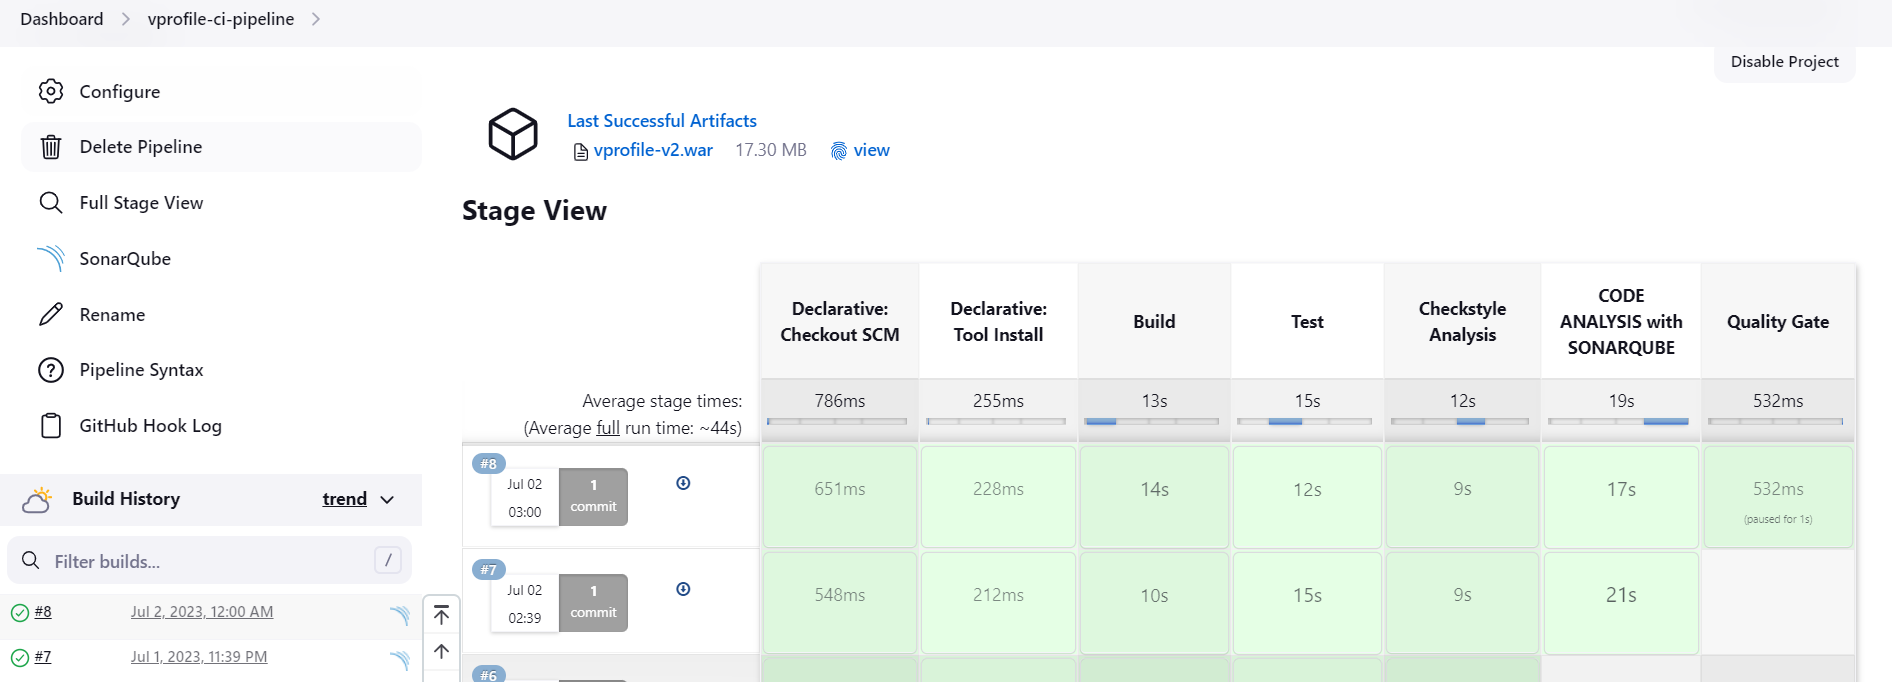 Dashboard
vprofile-ci-pipeline
Disable Project
Configure
Delete Pipeline
Full Stage View
SonarQube
Rename
Pipeline Syntax
GitHub Hook Log
Build History
trend
Filter builds...
/
#8
Jul 2, 2023, 12:00 AM
#7
Jul 1, 2023, 11:39 PM
Last Successful Artifacts
vprofile-v2.war 17.30 MB view
Stage View
Declarative:
Checkout SCM
Declarative:
Tool Install
Build
Test
Checkstyle
Analysis
CODE
ANALYSIS with
SONARQUBE
Quality Gate
Average stage times:
(Average full run time: ~44s)
786ms
255ms
13s
15s
12s
19s
532ms
#8
Jul 02
03:00
1
commit
651ms
228ms
14s
12s
9s
17s
532ms
(paused for 1s)
#7
Jul 02
02:39
1
commit
548ms
212ms
10s
15s
9s
21s
#6